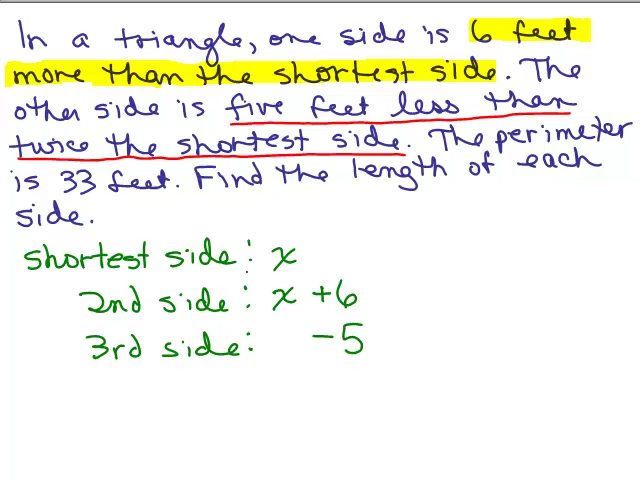 In a triangle, one side is 6 feet
more than the shortest side. The
other side is five feet less than
twice the shortest side. The perimeter
is 33 feet. Find the length of each
side.
shortest side: x
2nd side: x +6
3rd side: -5